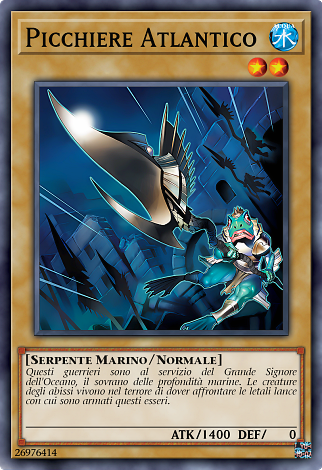 Picchiere Atlantico
ACQUA
水
[Serpente Marino/Normale]
Questi guerrieri sono al servizio del Grande Signore
dell'Oceano, il sovrano delle profondità marine. Le creature
degli abissi vivono nel terrore di dover affrontare le letali lance
con cui sono armati questi esseri.
ATK/1400 DEF/ 0
26976414